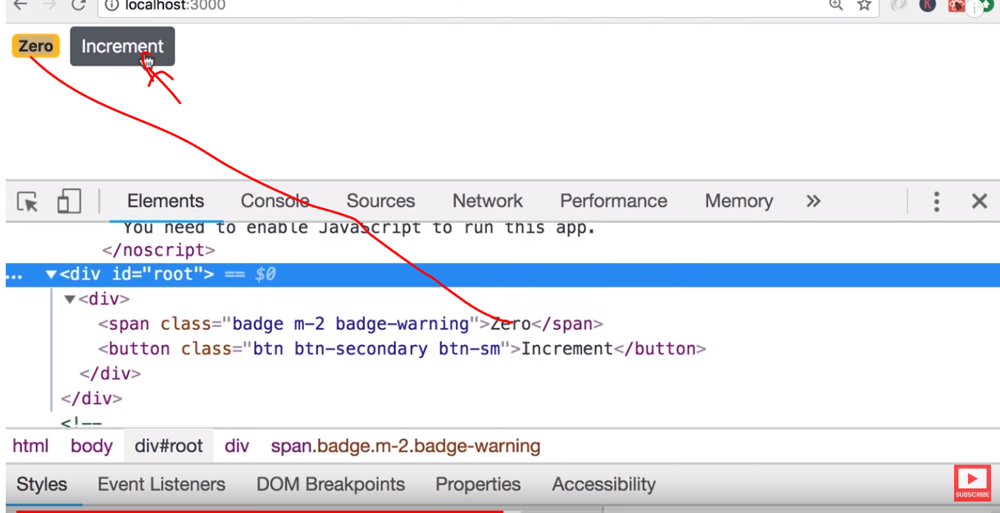 localhost:3000
Zero Increment
Elements Console Sources Network Performance Memory »
You need to enable JavaScript to run this app.
</noscript>
... ▼<div id="root"> == $0
▼<div>
<span class="badge m-2 badge-warning">Zero</span>
<button class="btn btn-secondary btn-sm">Increment</button>
</div>
</div>
<!--
html body div#root div span.badge.m-2.badge-warning
Styles Event Listeners DOM Breakpoints Properties Accessibility
SUBSCRIBE